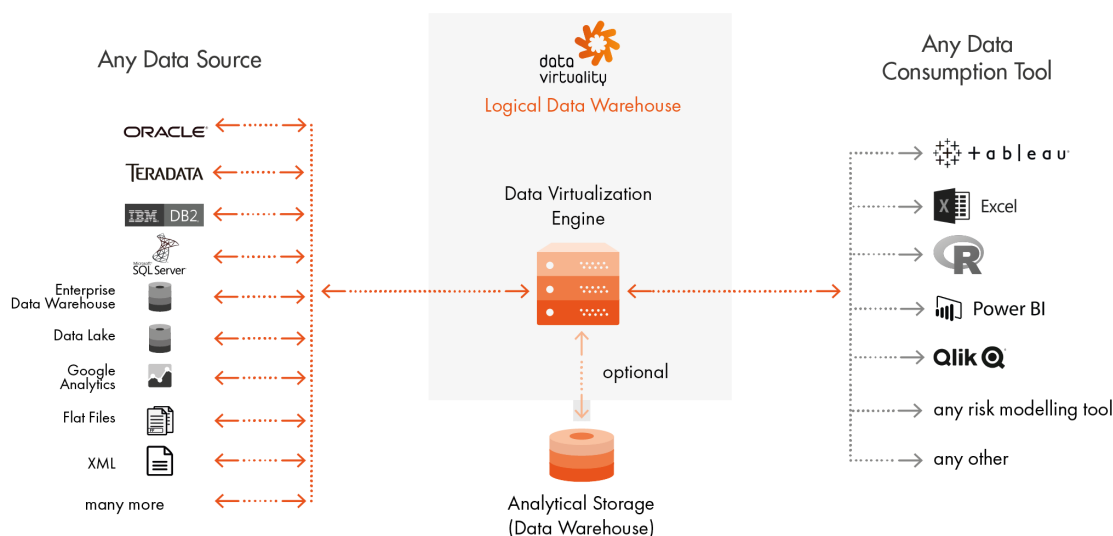 Any Data Source
ORACLE
TERADATA
IBM DB2
Microsoft
SQL Server
Enterprise
Data Warehouse
Data Lake
Google
Analytics
Flat Files
XML
many more
data
virtuality
Logical Data Warehouse
Data Virtualization
Engine
optional
Analytical Storage
(Data Warehouse)
Any Data
Consumption Tool
+ableau
X Excel
R
Power BI
Qlik Q
any risk modelling tool
any other